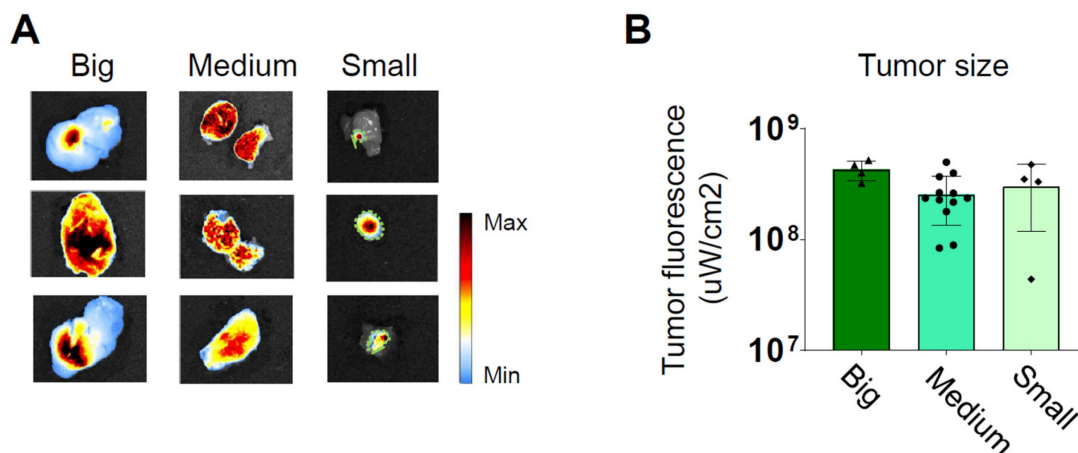 A
Big Medium Small
Max
Min
B
Tumor size
Tumor fluorescence
(uW/cm2)
10⁹
10⁸
10⁷
Big
Medium
Small